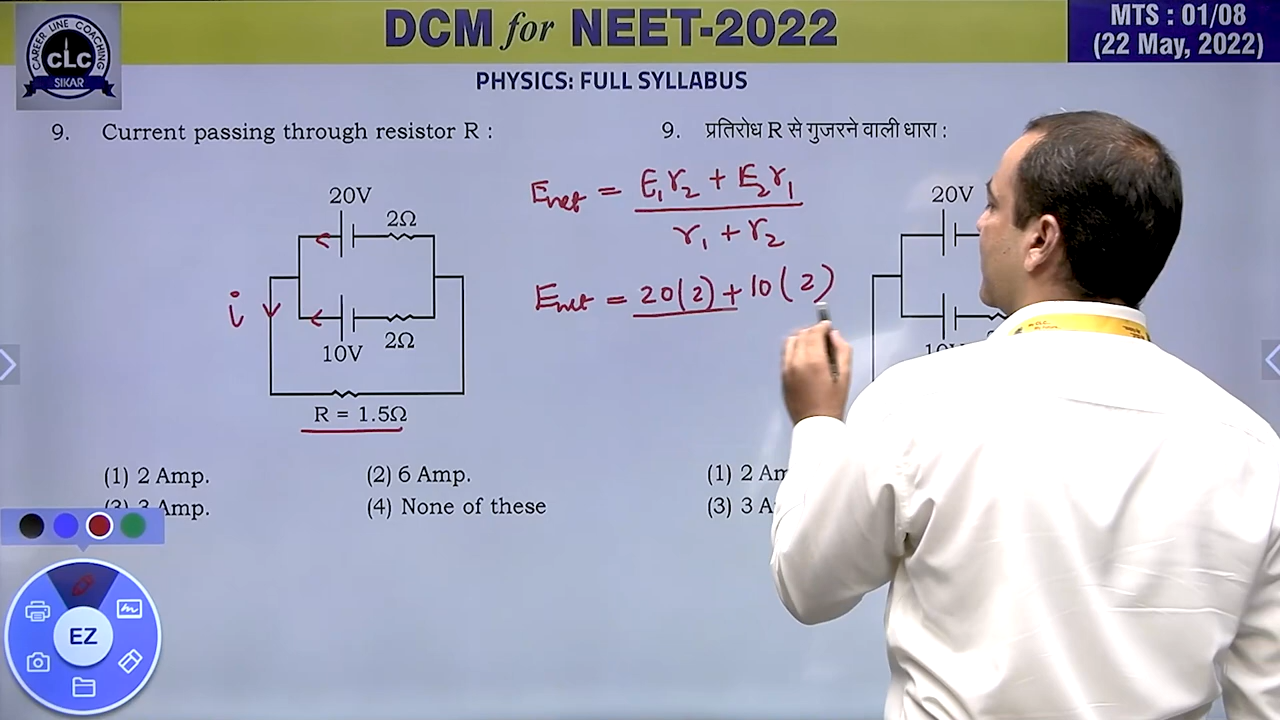 DCM for NEET-2022
MTS : 01/08
(22 May, 2022)
CAREER LINE COACHING
CLC
SIKAR
PHYSICS: FULL SYLLABUS
9. Current passing through resistor R :
20V
2Ω
i
10V
2Ω
R = 1.5Ω
(1) 2 Amp.
(2) 6 Amp.
(3) 3 Amp.
(4) None of these
Enet = E₁r₂ + E₂r₁
r₁ + r₂
Enet = 20(2) + 10(2)
9. प्रतिरोध R से गुजरने वाली धारा :
20V
10V
(1) 2 Am
(3) 3 A
EZ